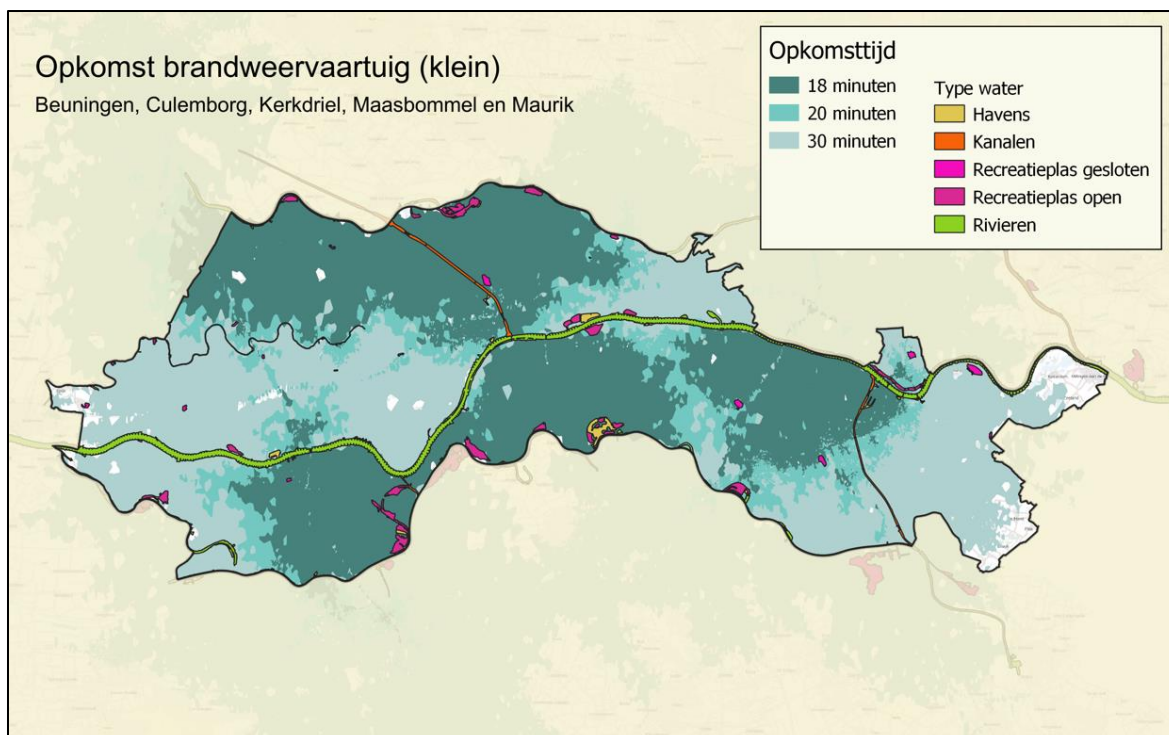 Opkomst brandweervaartuig (klein)
Beuningen, Culemborg, Kerkdriel, Maasbommel en Maurik
Opkomsttijd
18 minuten
20 minuten
30 minuten
Type water
Havens
Kanalen
Recreatieplas gesloten
Recreatieplas open
Rivieren